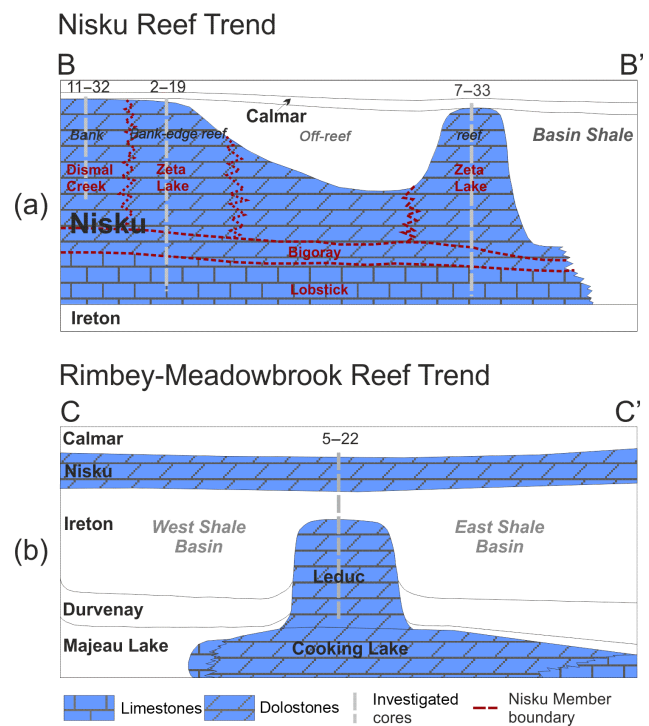 Nisku Reef Trend
B B’
11–32 2–19 7–33
Calmar
Bank Bank-edge reef Off-reef reef Basin Shale
Dismal Creek
Zeta Lake
Zeta Lake
(a)
Nisku
Bigoray
Lobstick
Ireton
Rimbey-Meadowbrook Reef Trend
C C’
Calmar
5–22
Nisku
Ireton
West Shale
Basin
East Shale
Basin
(b)
Leduc
Durvenay
Majeau Lake
Cooking Lake
Limestones
Dolostones
Investigated
cores
Nisku Member
boundary